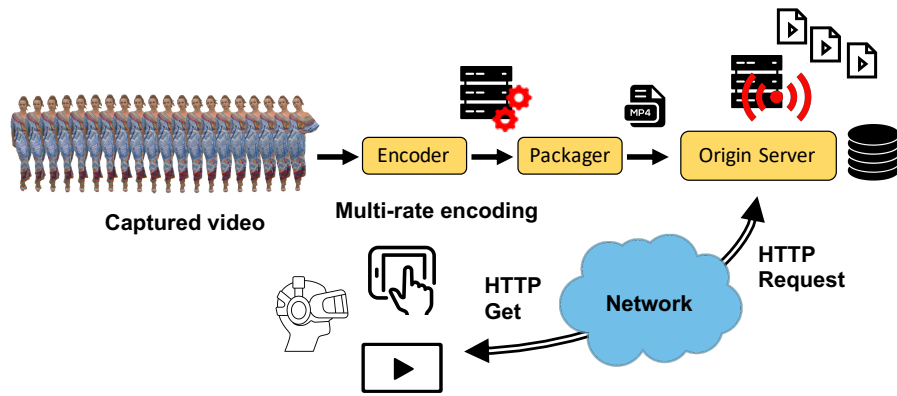 MP4
Encoder
Packager
Origin Server
Captured video
Multi-rate encoding
HTTP
Request
HTTP
Get
Network